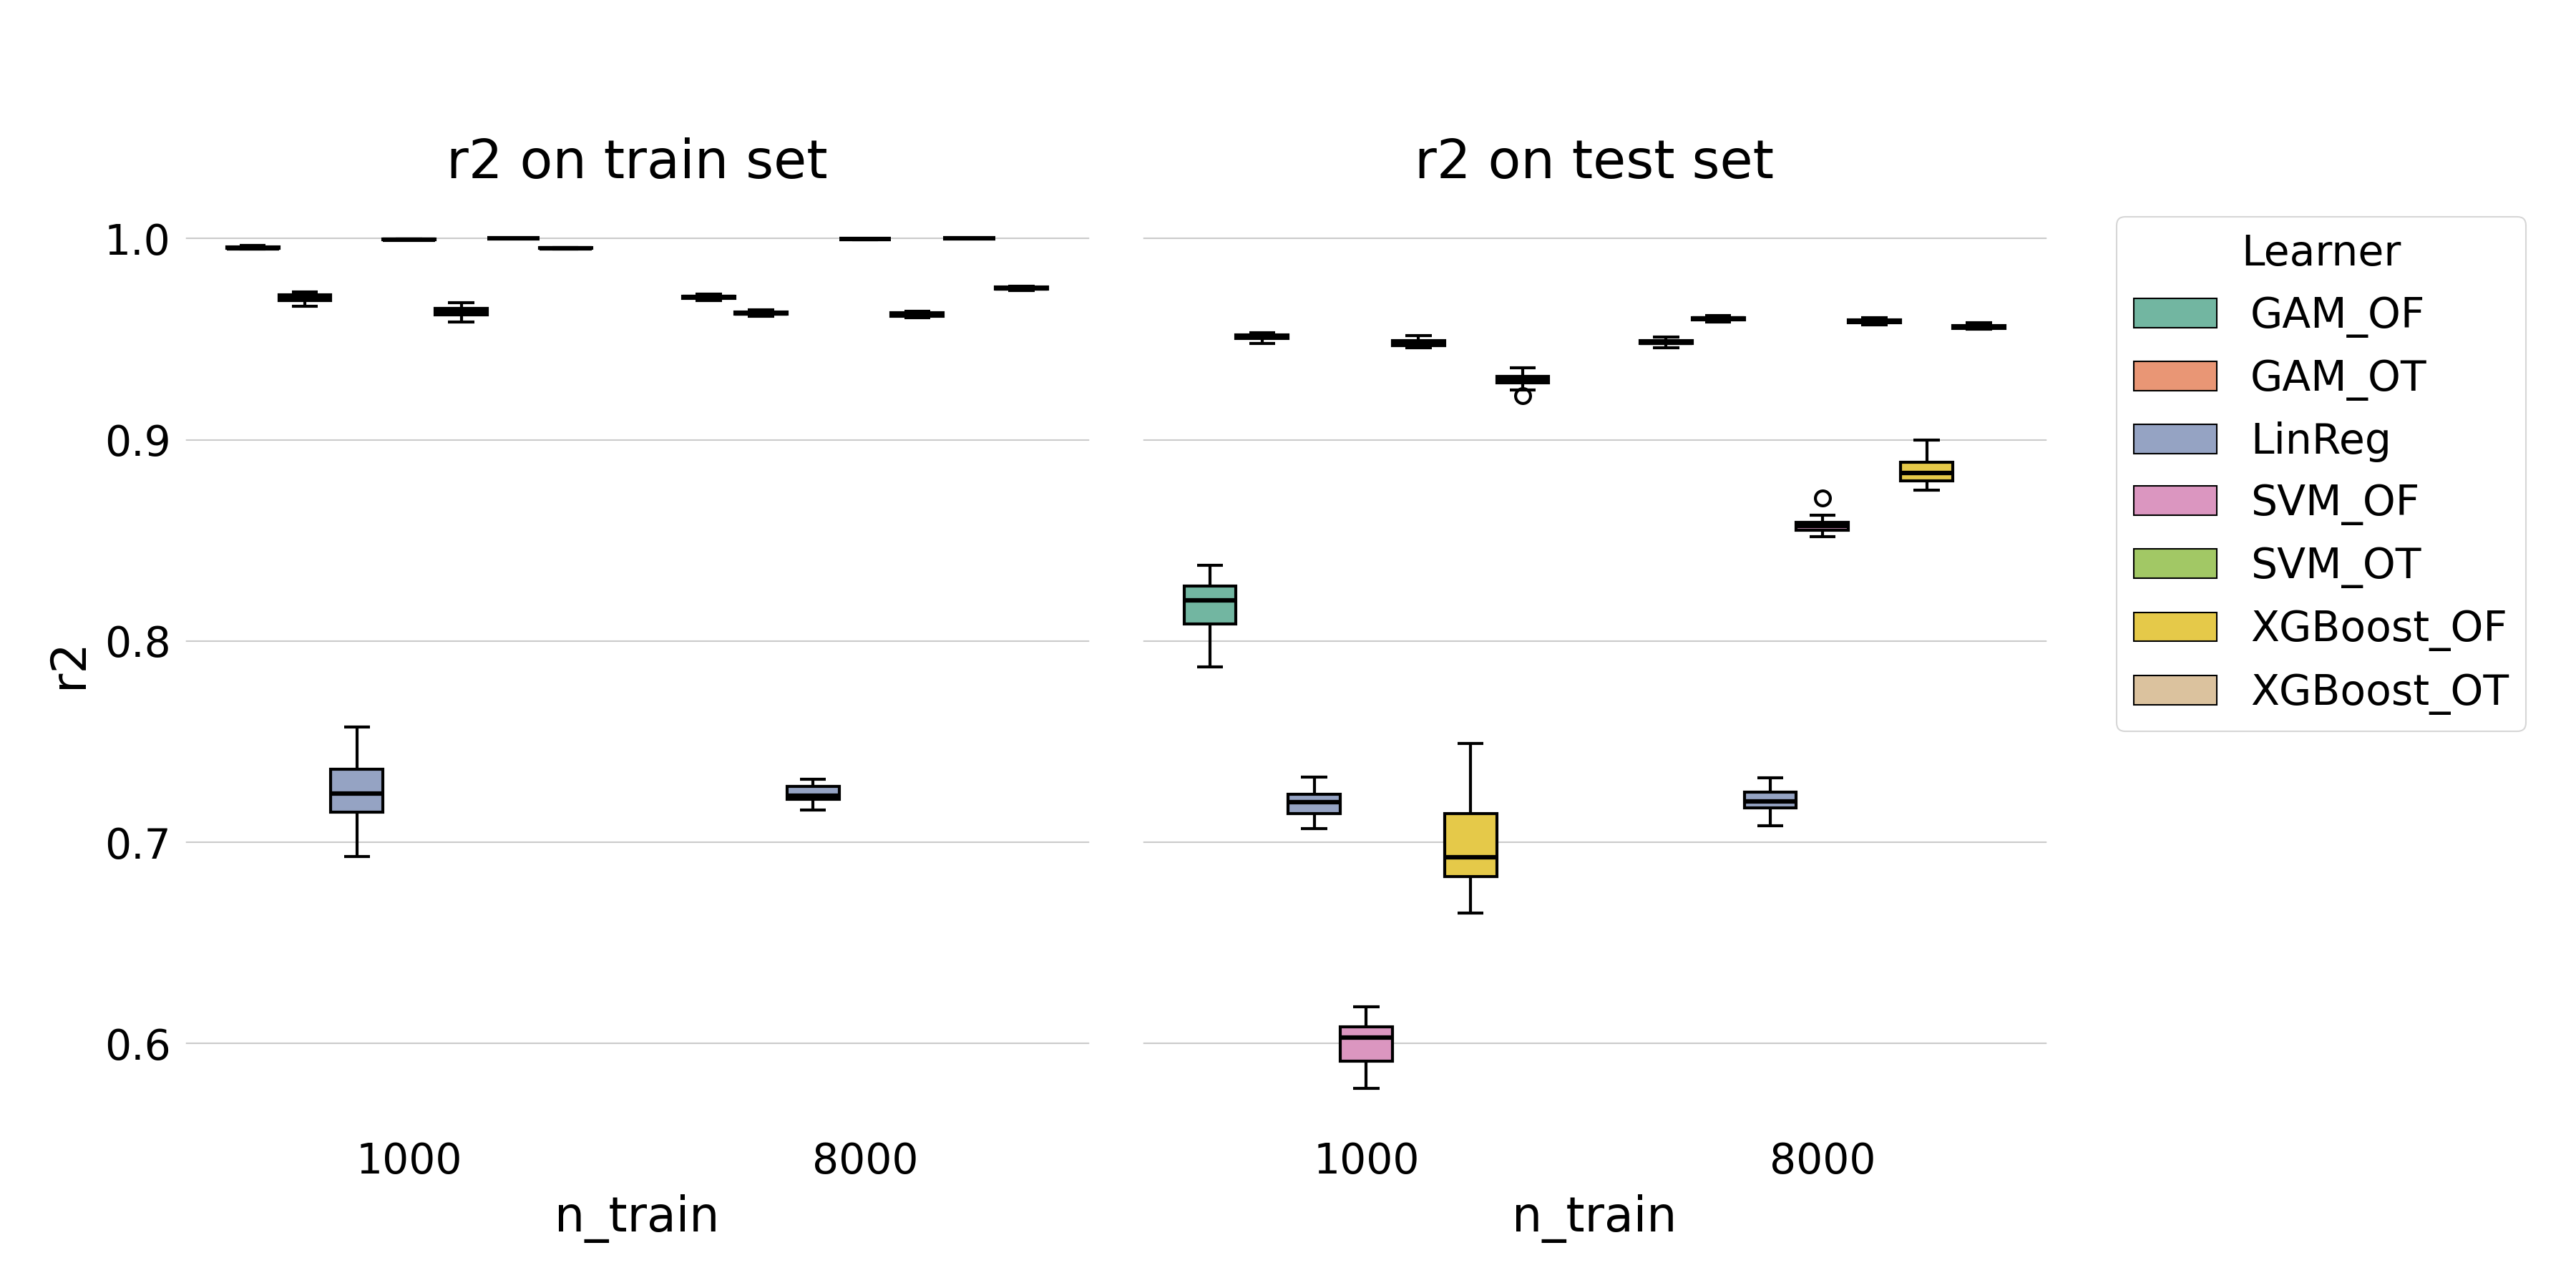 r2 on train set
r2 on test set
1.0
0.9
0.8
0.7
0.6
r2
1000
8000
n_train
1000
8000
n_train
Learner
GAM_OF
GAM_OT
LinReg
SVM_OF
SVM_OT
XGBoost_OF
XGBoost_OT